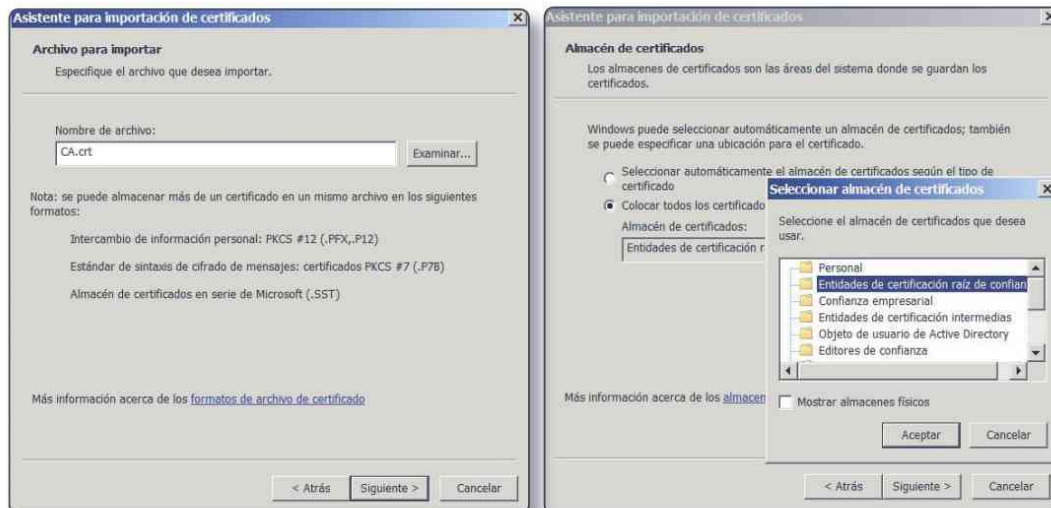 Asistente para importación de certificados
Archivo para importar
Especifique el archivo que desea importar.
Nombre de archivo:
CA.crt
Examinar...
Nota: se puede almacenar más de un certificado en un mismo archivo en los siguientes
formatos:
Intercambio de información personal: PKCS #12 (.PFX,.P12)
Estándar de sintaxis de cifrado de mensajes: certificados PKCS #7 (.P7B)
Almacén de certificados en serie de Microsoft (.SST)
Más información acerca de los formatos de archivo de certificado
< Atrás
Siguiente >
Cancelar
Asistente para importación de certificados
Almacén de certificados
Los almacenes de certificados son las áreas del sistema donde se guardan los
certificados.
Windows puede seleccionar automáticamente un almacén de certificados; también
se puede especificar una ubicación para el certificado.
Seleccionar automáticamente el almacén de certificados según el tipo de
certificado
Colocar todos los certificado
Almacén de certificados:
Entidades de certificación r
Más información acerca de los almacen
< Atrás
Siguiente >
Cancelar
Seleccionar almacén de certificados
Seleccione el almacén de certificados que desea
usar.
Personal
Entidades de certificación raíz de confian
Confianza empresarial
Entidades de certificación intermedias
Objeto de usuario de Active Directory
Editores de confianza
Mostrar almacenes físicos
Aceptar
Cancelar